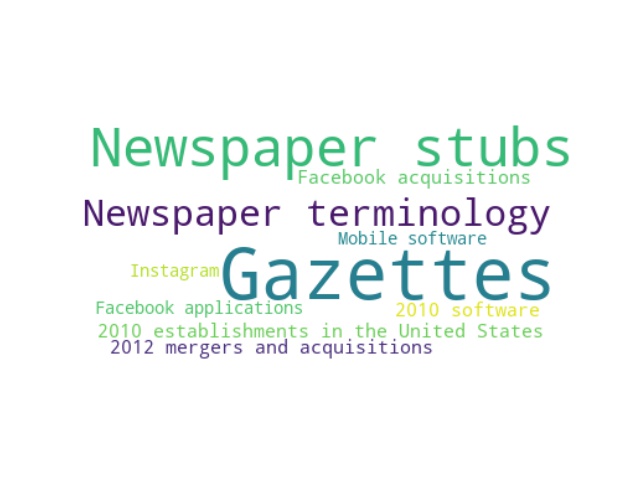 Newspaper stubs
Facebook acquisitions
Newspaper terminology
Mobile software
Gazettes
Instagram
Facebook applications
2010 software
2010 establishments in the United States
2012 mergers and acquisitions